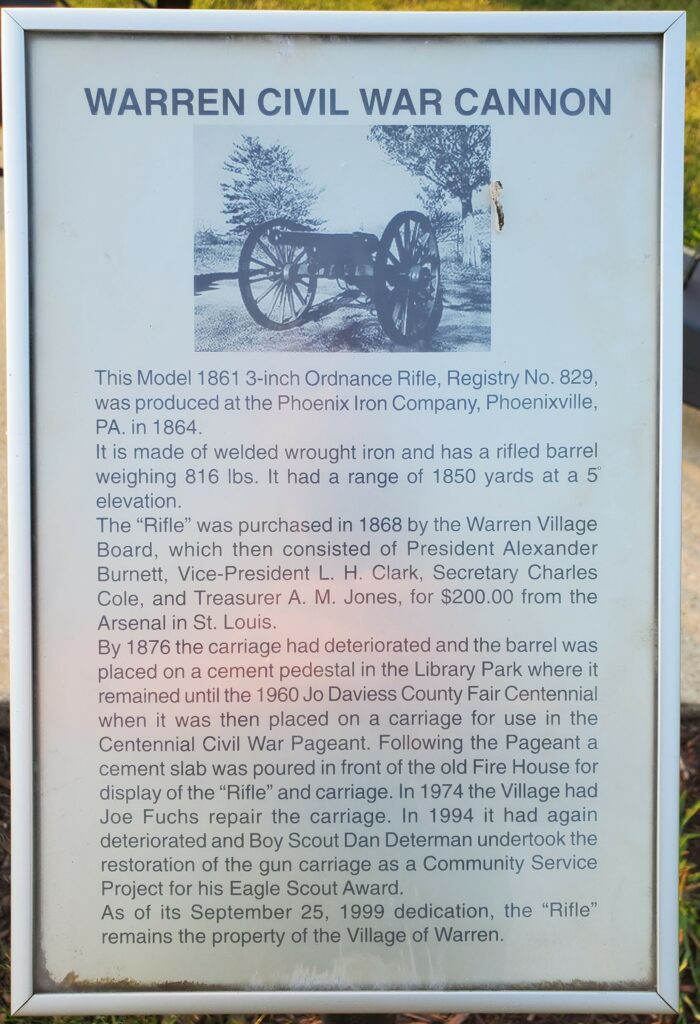 WARREN CIVIL WAR CANNON
This Model 1861 3-inch Ordnance Rifle, Registry No. 829,
was produced at the Phoenix Iron Company, Phoenixville,
PA. in 1864.
It is made of welded wrought iron and has a rifled barrel
weighing 816 lbs. It had a range of 1850 yards at a 5°
elevation.
The “Rifle” was purchased in 1868 by the Warren Village
Board, which then consisted of President Alexander
Burnett, Vice-President L. H. Clark, Secretary Charles
Cole, and Treasurer A. M. Jones, for $200.00 from the
Arsenal in St. Louis.
By 1876 the carriage had deteriorated and the barrel was
placed on a cement pedestal in the Library Park where it
remained until the 1960 Jo Daviess County Fair Centennial
when it was then placed on a carriage for use in the
Centennial Civil War Pageant. Following the Pageant a
cement slab was poured in front of the old Fire House for
display of the “Rifle” and carriage. In 1974 the Village had
Joe Fuchs repair the carriage. In 1994 it had again
deteriorated and Boy Scout Dan Determan undertook the
restoration of the gun carriage as a Community Service
Project for his Eagle Scout Award.
As of its September 25, 1999 dedication, the “Rifle”
remains the property of the Village of Warren.